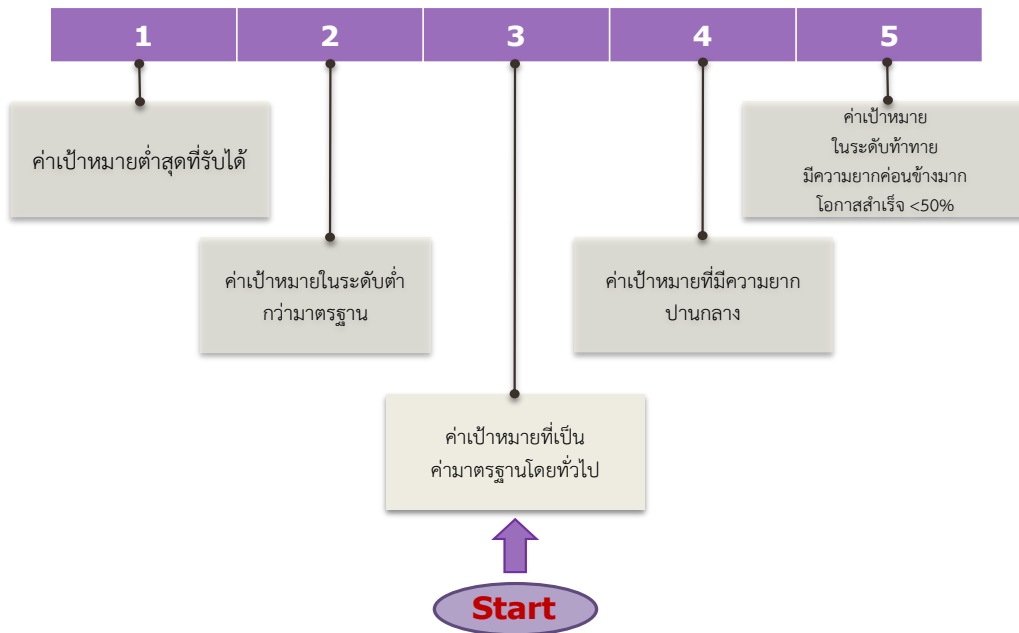 1
2
3
4
5
ค่าเป้าหมายต่ำสุดที่รับได้
ค่าเป้าหมายในระดับต่ำ
กว่ามาตรฐาน
ค่าเป้าหมายที่เป็น
ค่ามาตรฐานโดยทั่วไป
ค่าเป้าหมายที่มีความยาก
ปานกลาง
ค่าเป้าหมาย
ในระดับท้าทาย
มีความยากค่อนข้างมาก
โอกาสสำเร็จ <50%
Start